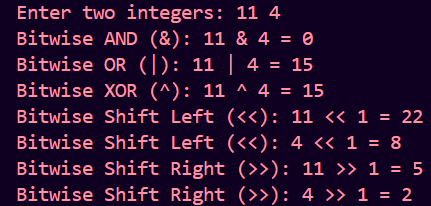 Enter two integers: 11 4
Bitwise AND (&): 11 & 4 = 0
Bitwise OR (|): 11 | 4 = 15
Bitwise XOR (^): 11 ^ 4 = 15
Bitwise Shift Left (<<): 11 << 1 = 22
Bitwise Shift Left (<<): 4 << 1 = 8
Bitwise Shift Right (>>): 11 >> 1 = 5
Bitwise Shift Right (>>): 4 >> 1 = 2